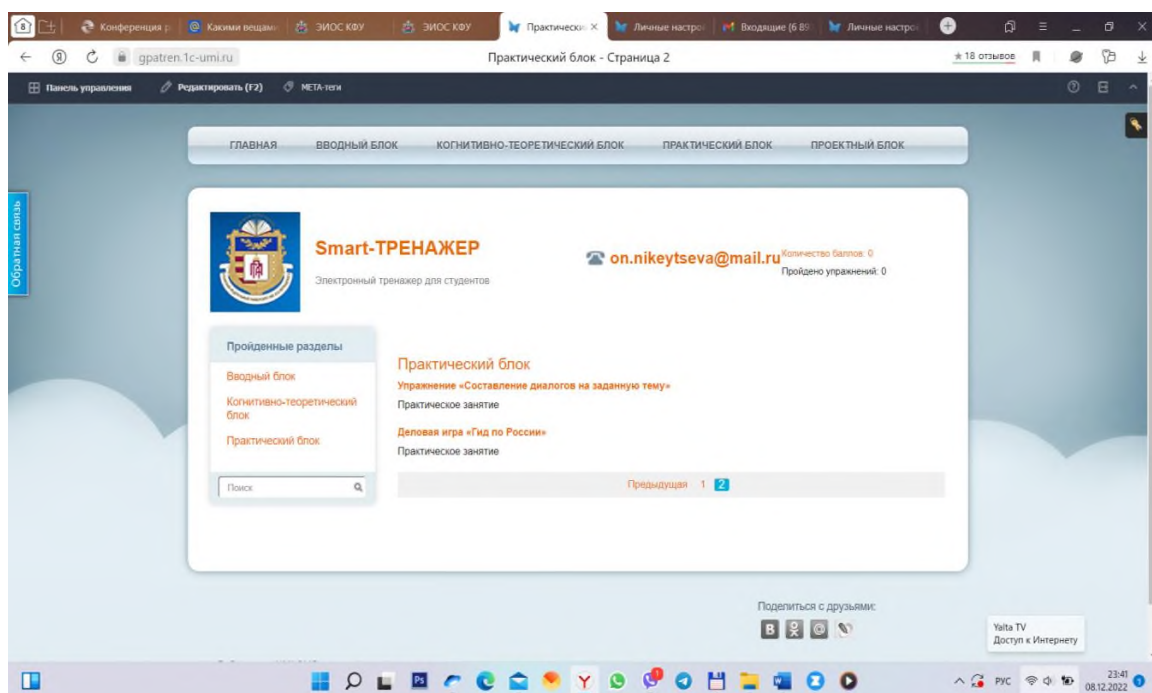 8
Конференция р
Какими вещами
ЭИОС КФУ
ЭИОС КФУ
Практически
Личные настро
Входящие (6 89
Личные настро
gpatren.1c-umi.ru
Практический блок - Страница 2
18 отзывов
Панель управления
Редактировать (F2)
META-теги
ГЛАВНАЯ
ВВОДНЫЙ БЛОК
КОГНИТИВНО-ТЕОРЕТИЧЕСКИЙ БЛОК
ПРАКТИЧЕСКИЙ БЛОК
ПРОЕКТНЫЙ БЛОК
Обратная связь
Smart-ТРЕНАЖЕР
Электронный тренажер для студентов
on.nikeytseva@mail.ru
Количество баллов: 0
Пройдено упражнений: 0
Пройденные разделы
Вводный блок
Когнитивно-теоретический
блок
Практический блок
Поиск
Практический блок
Упражнение «Составление диалогов на заданную тему»
Практическое занятие
Деловая игра «Гид по России»
Практическое занятие
Предыдущая 1 2
Поделиться с друзьями:
Yalta TV
Доступ к Интернету
РУС
23:41
08.12.2022